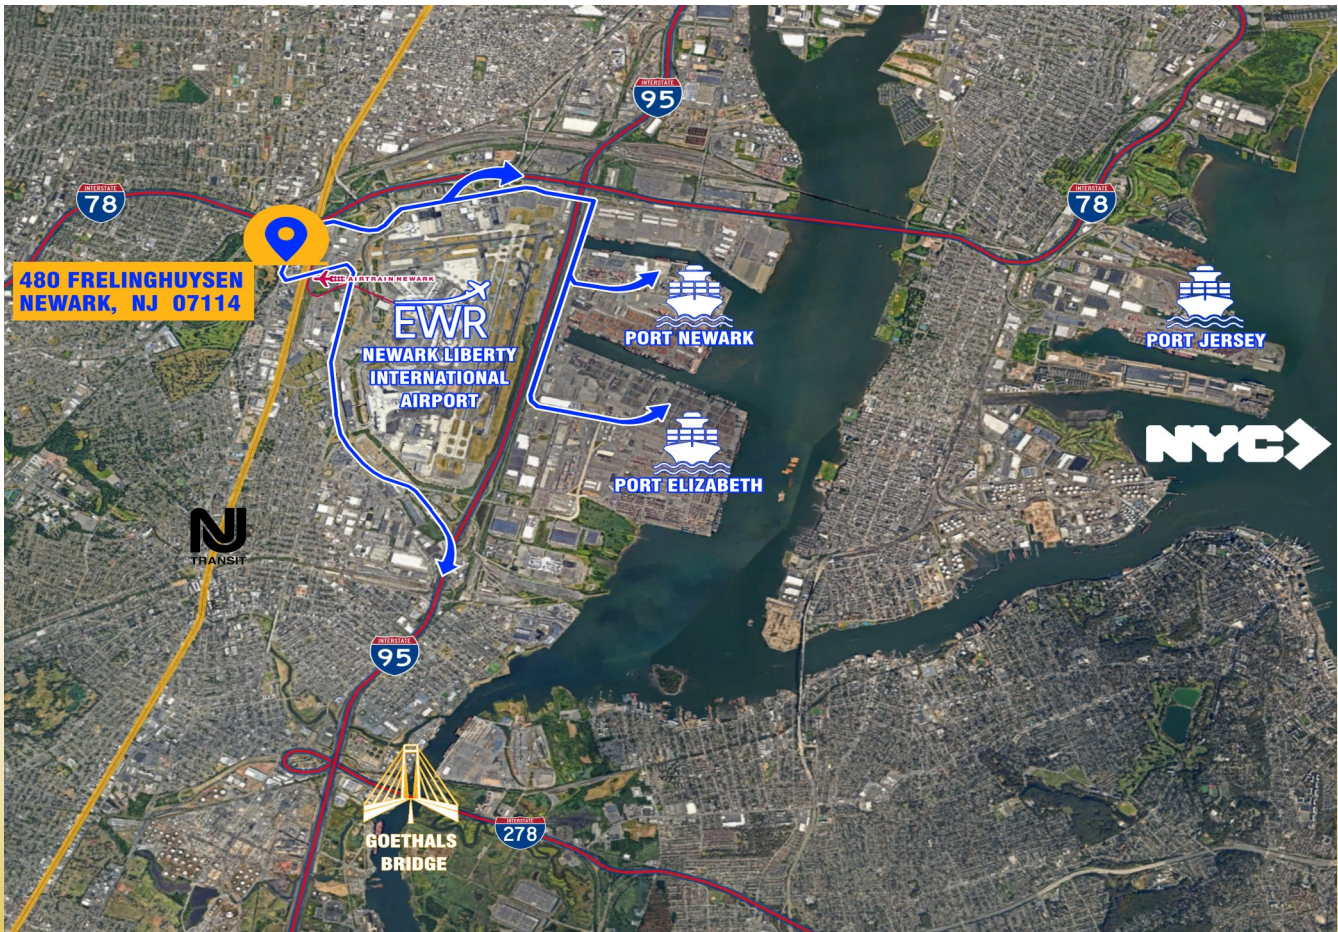 INTERSTATE
95
INTERSTATE
78
INTERSTATE
78
480 FRELINGHUYSEN
NEWARK, NJ 07114
AIRTRAIN NEWARK
EWR
NEWARK LIBERTY
INTERNATIONAL
AIRPORT
PORT NEWARK
PORT JERSEY
NYC
PORT ELIZABETH
NJ
TRANSIT
INTERSTATE
95
GOETHALS
BRIDGE
INTERSTATE
278